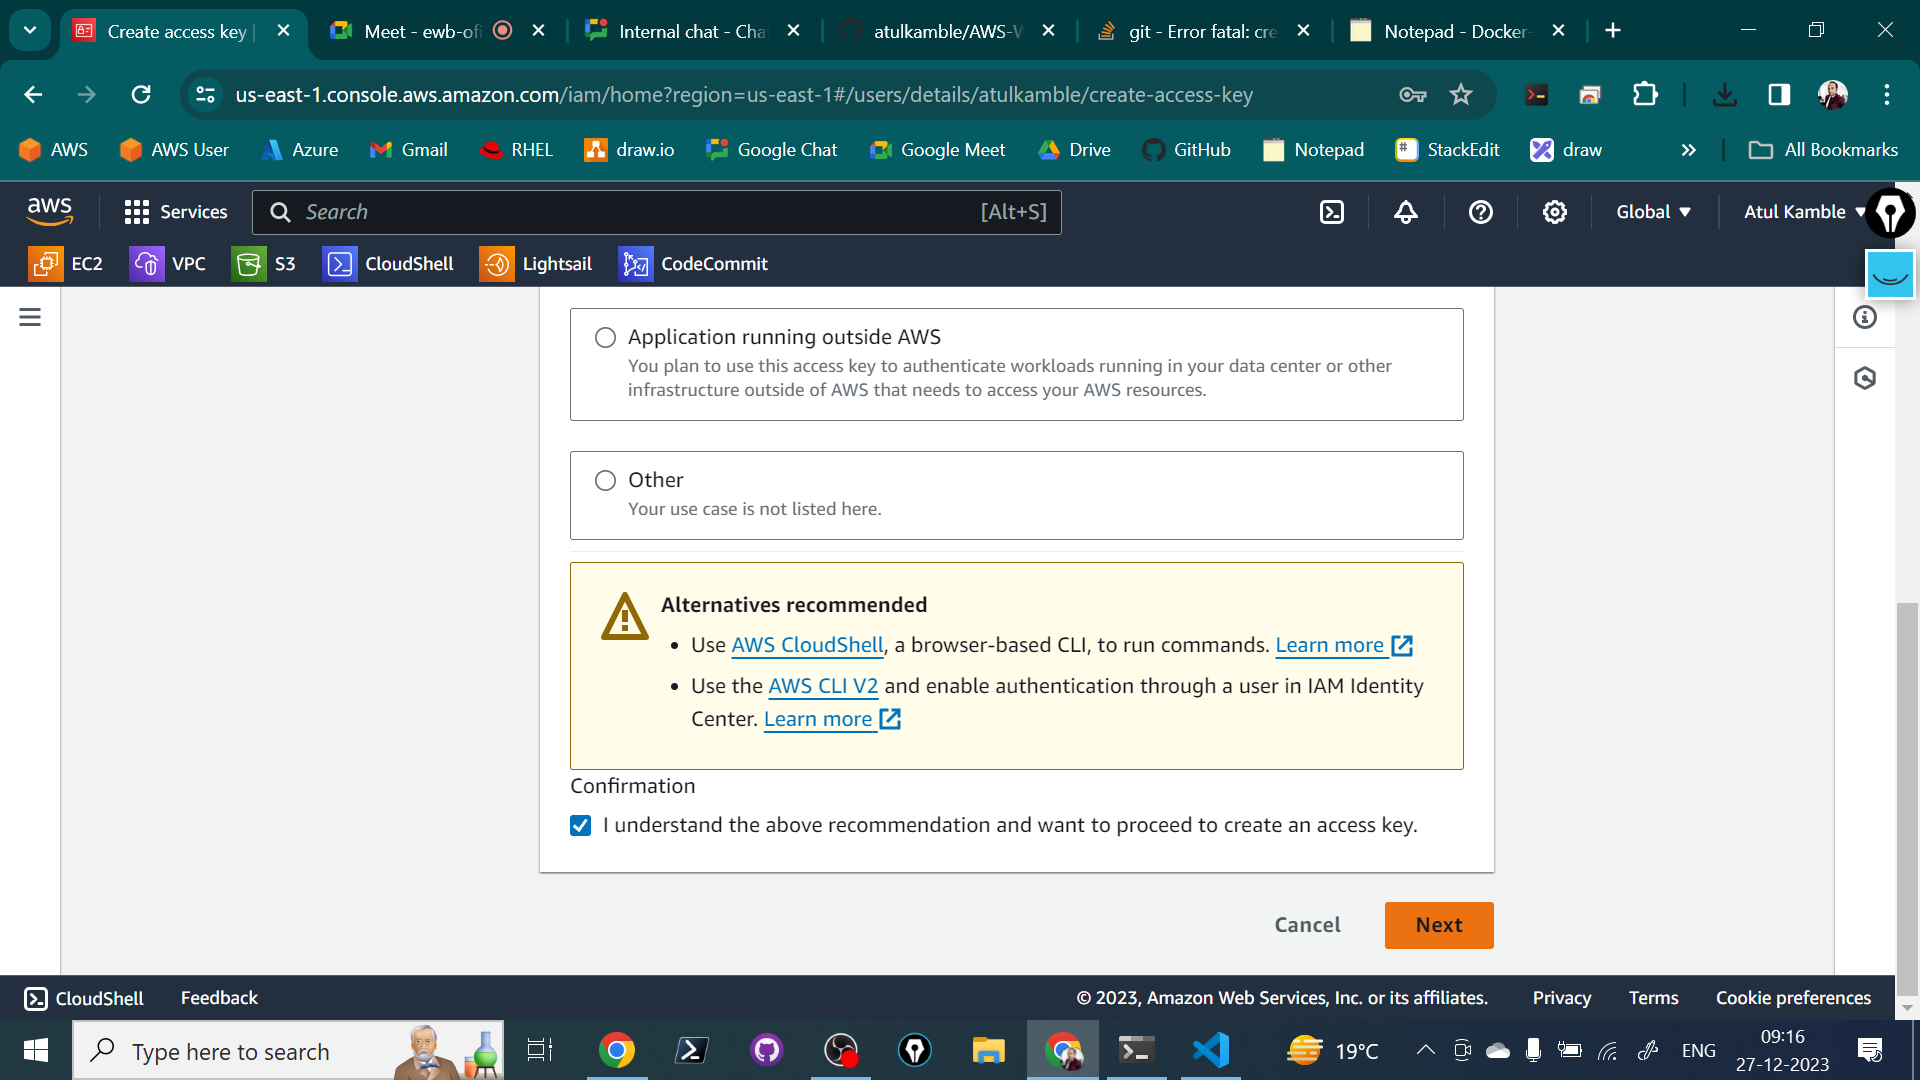 Create access key |
Meet - ewb-ofi
Internal chat - Cha
atulkamble/AWS-W
git - Error fatal: cre
Notepad - Docker-
us-east-1.console.aws.amazon.com/iam/home?region=us-east-1#/users/details/atulkamble/create-access-key
AWS
AWS User
Azure
Gmail
RHEL
draw.io
Google Chat
Google Meet
Drive
GitHub
Notepad
StackEdit
draw
All Bookmarks
aws
Services
Search
[Alt+S]
Global
Atul Kamble
EC2
VPC
S3
CloudShell
Lightsail
CodeCommit
Application running outside AWS
You plan to use this access key to authenticate workloads running in your data center or other
infrastructure outside of AWS that needs to access your AWS resources.
Other
Your use case is not listed here.
Alternatives recommended
• Use AWS CloudShell, a browser-based CLI, to run commands. Learn more
• Use the AWS CLI V2 and enable authentication through a user in IAM Identity
Center. Learn more
Confirmation
I understand the above recommendation and want to proceed to create an access key.
Cancel
Next
CloudShell
Feedback
© 2023, Amazon Web Services, Inc. or its affiliates.
Privacy
Terms
Cookie preferences
Type here to search
19°C
ENG
09:16
27-12-2023